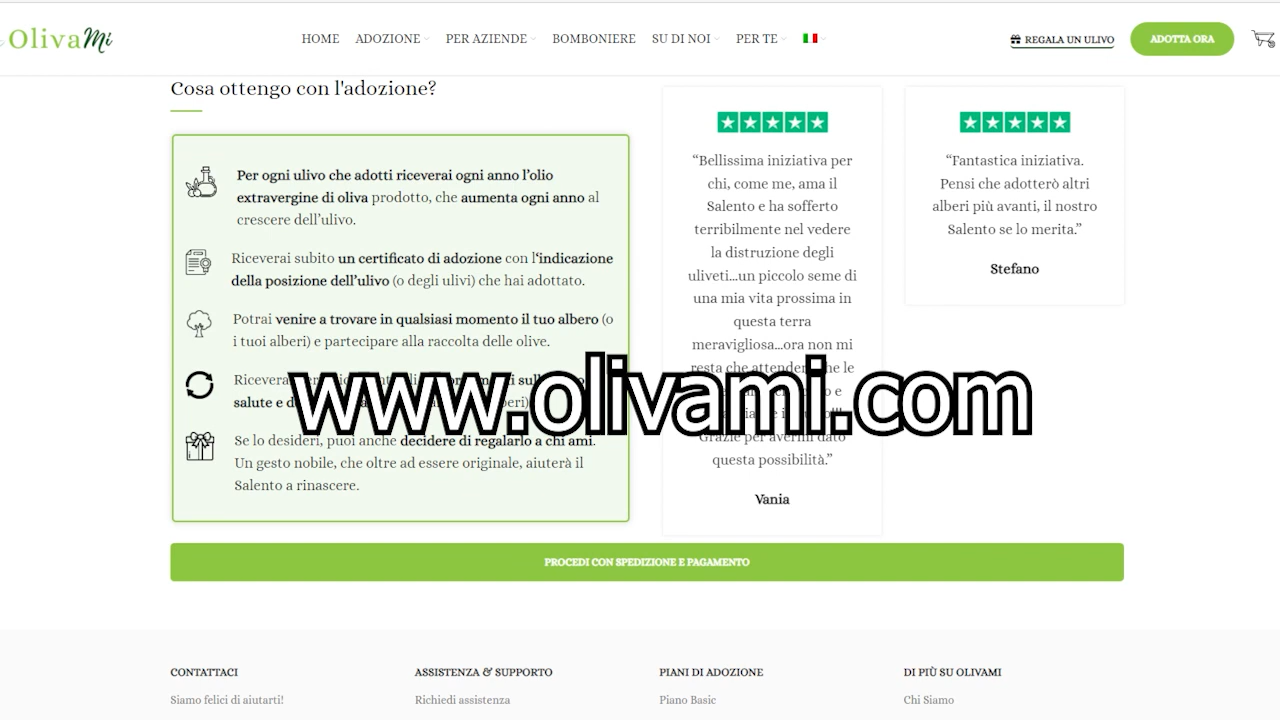 OlivaMi
HOME ADOZIONE PER AZIENDE BOMBONIERE SU DI NOI PER TE REGALA UN ULIVO ADOTTA ORA
Cosa ottengo con l'adozione?
Per ogni ulivo che adotti riceverai ogni anno l’olio
extravergine di oliva prodotto, che aumenta ogni anno al
crescere dell’ulivo.
Riceverai subito un certificato di adozione con l‘indicazione
della posizione dell’ulivo (o degli ulivi) che hai adottato.
Potrai venire a trovare in qualsiasi momento il tuo albero (o
i tuoi alberi) e partecipare alla raccolta delle olive.
salute e
Se lo desideri, puoi anche decidere di regalarlo a chi ami.
Un gesto nobile, che oltre ad essere originale, aiuterà il
Salento a rinascere.
“Bellissima iniziativa per
chi, come me, ama il
Salento e ha sofferto
terribilmente nel vedere
la distruzione degli
uliveti...un piccolo seme di
una mia vita prossima in
questa terra
meravigliosa...ora non mi
resta che attendere che le
Grazie per avermi dato
questa possibilità.”
Vania
“Fantastica iniziativa.
Pensi che adotterò altri
alberi più avanti, il nostro
Salento se lo merita.”
Stefano
www.olivami.com
PROCEDI CON SPEDIZIONE E PAGAMENTO
CONTATTACI
Siamo felici di aiutarti!
ASSISTENZA & SUPPORTO
Richiedi assistenza
PIANI DI ADOZIONE
Piano Basic
DI PIÙ SU OLIVAMI
Chi Siamo